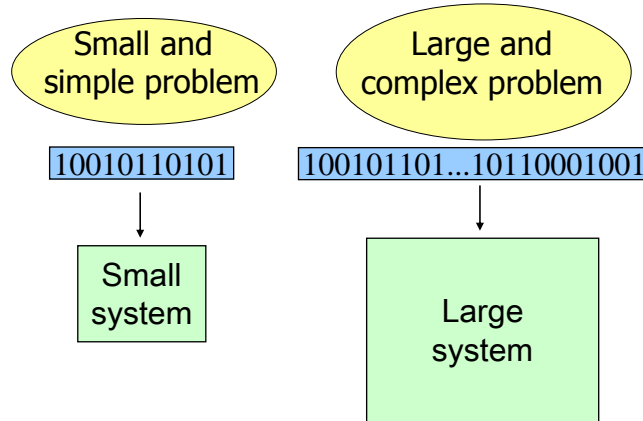 Small and
simple problem
10010110101
Small
system
Large and
complex problem
100101101...10110001001
Large
system